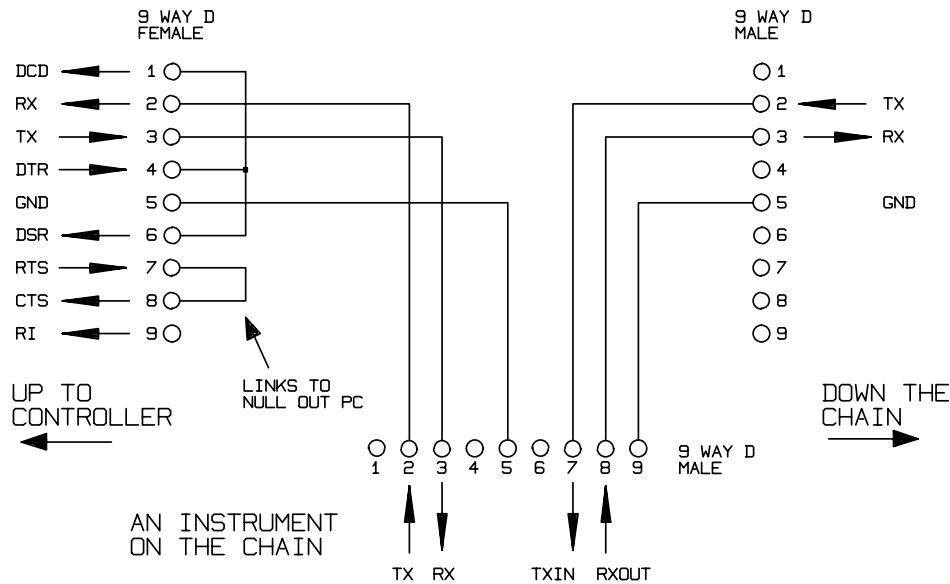 9 WAY D
FEMALE
9 WAY D
MALE
DCD 1
RX 2
TX 3
DTR 4
GND 5
DSR 6
RTS 7
CTS 8
RI 9
1
2 TX
3 RX
4
5 GND
6
7
8
9
LINKS TO
NULL OUT PC
UP TO
CONTROLLER
DOWN THE
CHAIN
1 2 3 4 5 6 7 8 9
9 WAY D
MALE
AN INSTRUMENT
ON THE CHAIN
TX RX TXIN RXOUT